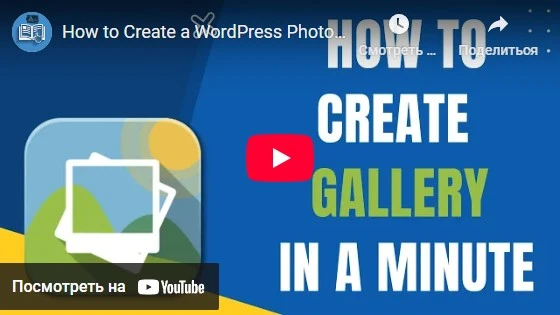 How to Create a WordPress Photo...
Смотреть ...
Поделиться
HOW TO
CREATE
GALLERY
IN A MINUTE
Посмотреть на YouTube